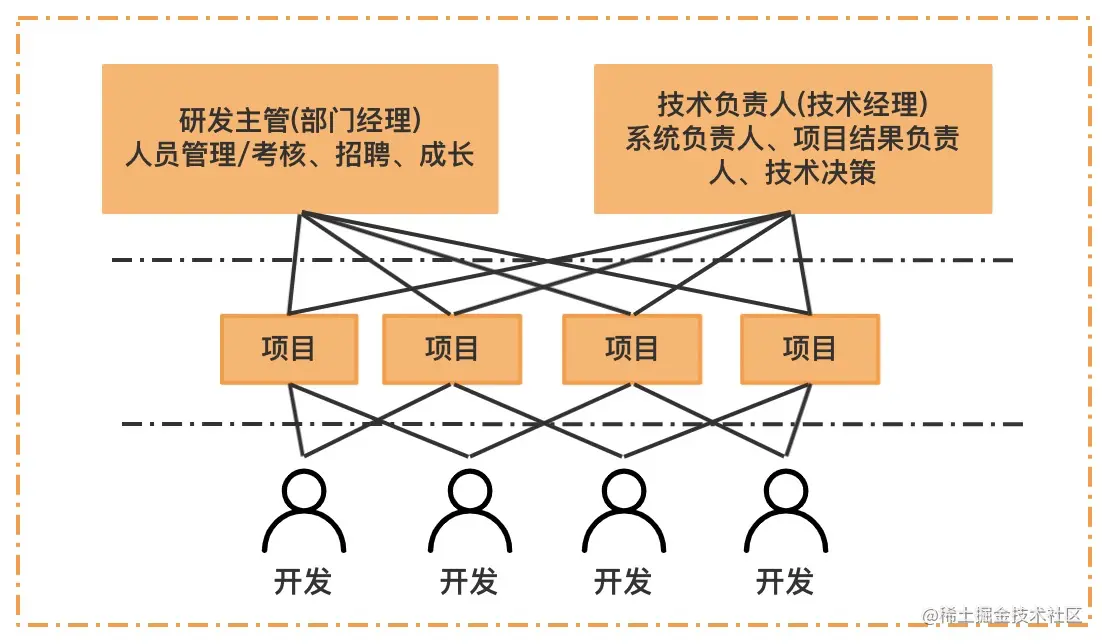 研发主管(部门经理)
人员管理/考核、招聘、成长
技术负责人(技术经理)
系统负责人、项目结果负责
人、技术决策
项目
项目
项目
项目
开发
开发
开发
开发
@稀土掘金技术社区